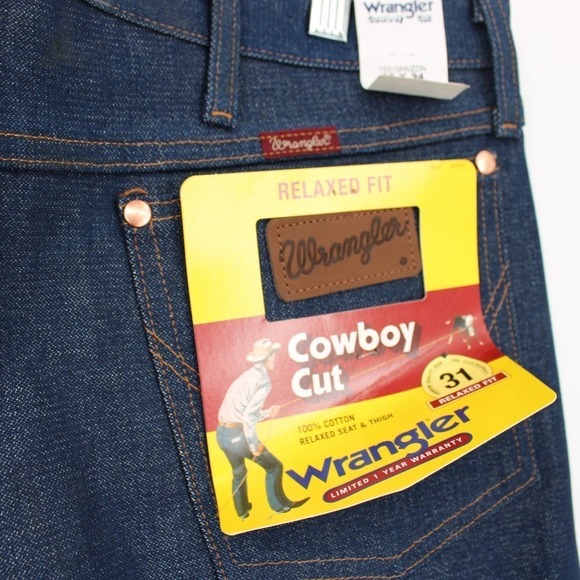 Wrangler
34
Wrangler
RELAXED FIT
Wrangler
®
Cowboy
Cut
31
RELAXED FIT
100% COTTON
RELAXED SEAT & THIGH
Wrangler
LIMITED 1 YEAR WARRANTY